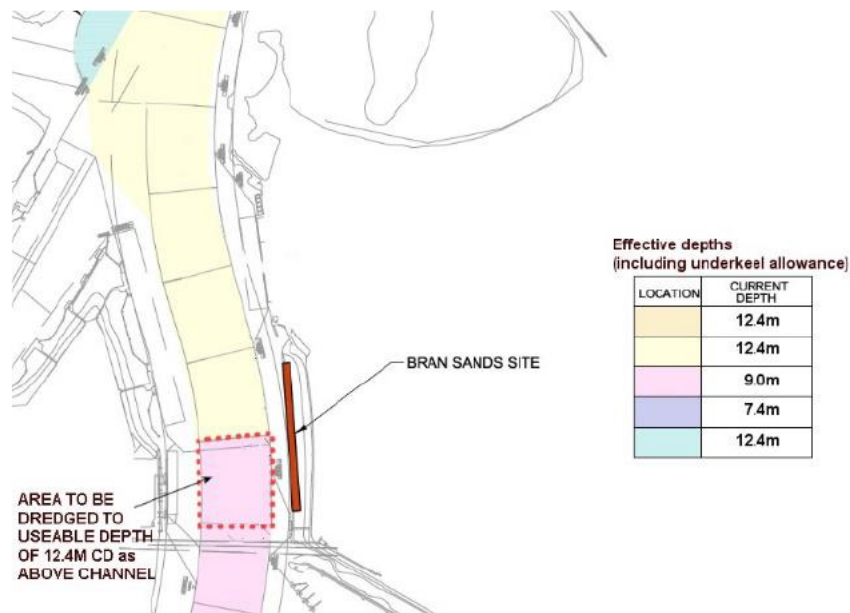 Effective depths
(including underkeel allowance)
LOCATION CURRENT DEPTH
12.4m
12.4m
9.0m
7.4m
12.4m
BRAN SANDS SITE
AREA TO BE
DREDGED TO
USEABLE DEPTH
OF 12.4M CD as
ABOVE CHANNEL